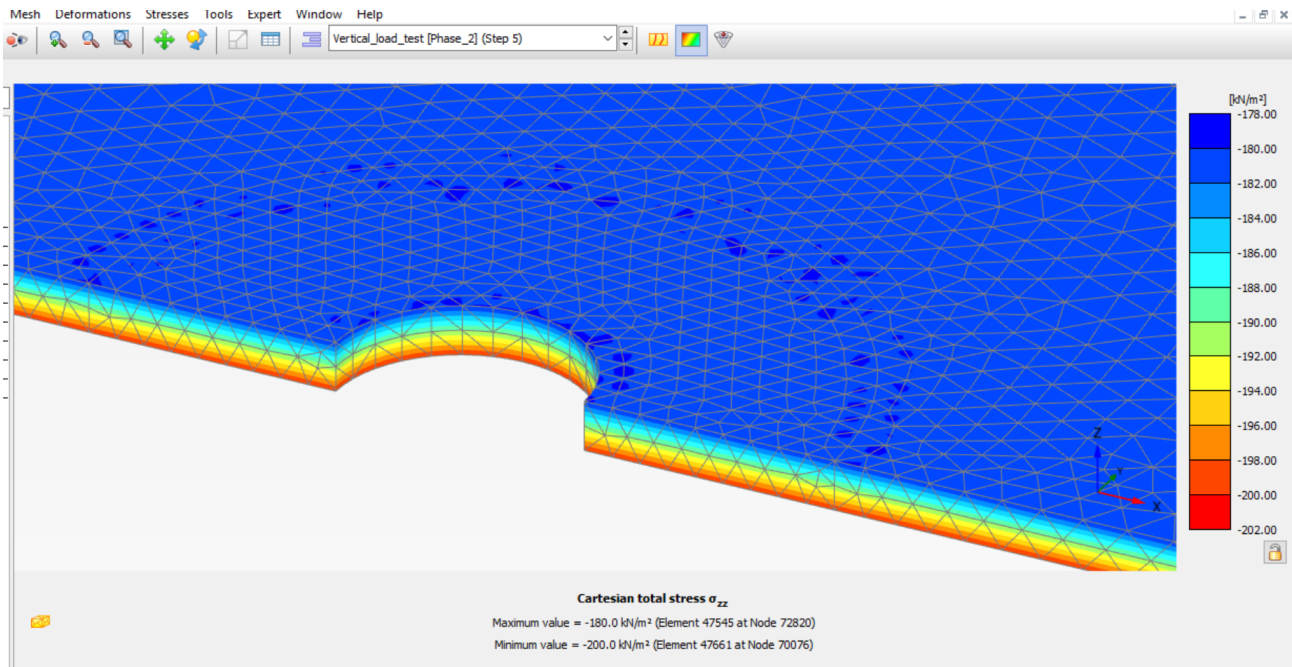 Mesh Deformations Stresses Tools Expert Window Help
Vertical_load_test [Phase_2] (Step 5)
[kN/m²]
-178.00
-180.00
-182.00
-184.00
-186.00
-188.00
-190.00
-192.00
-194.00
-196.00
-198.00
-200.00
-202.00
Z
Y
X
Cartesian total stress σzz
Maximum value = -180.0 kN/m² (Element 47545 at Node 72820)
Minimum value = -200.0 kN/m² (Element 47661 at Node 70076)